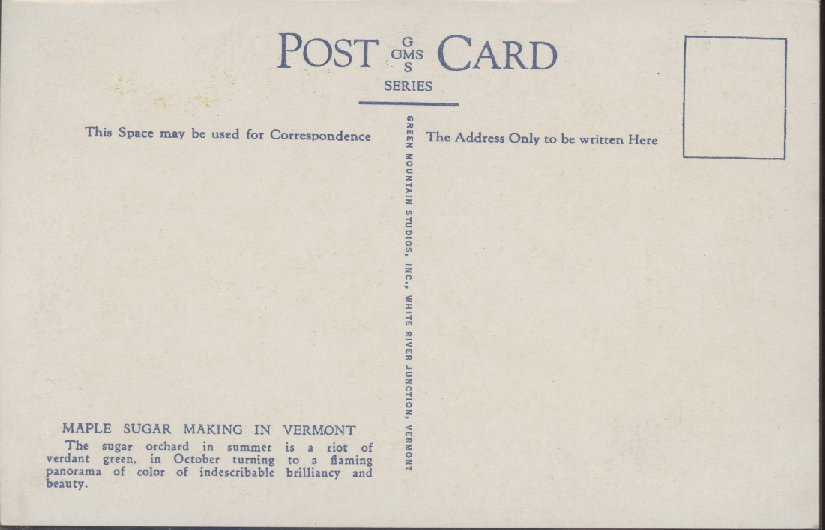 POST CARD
G
GMS
S
SERIES
This Space may be used for Correspondence
The Address Only to be written Here
GREEN MOUNTAIN STUDIOS, INC., WHITE RIVER JUNCTION, VERMONT
MAPLE SUGAR MAKING IN VERMONT
The sugar orchard in summer is a riot of
verdant green, in October turning to a flaming
panorama of color of indescribable brilliancy and
beauty.